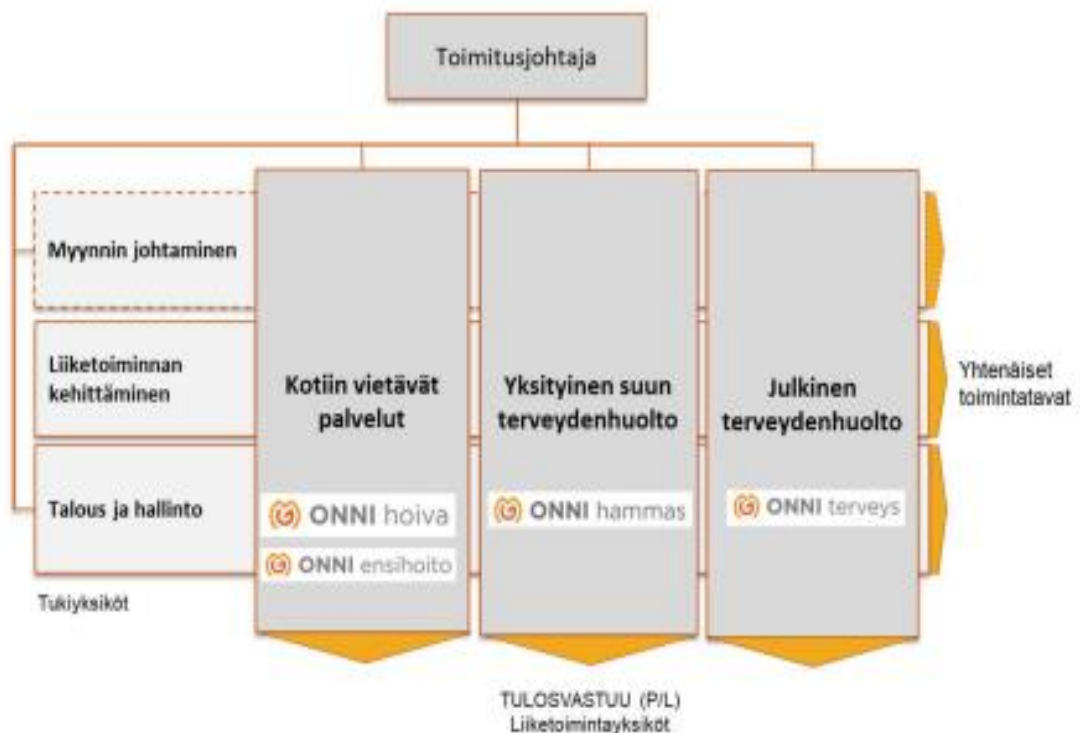 Toimitusjohtaja
Myynnin johtaminen
Liiketoiminnan
kehittäminen
Talous ja hallinto
Tukiyksiköt
Kotiin vietävät
palvelut
ONNI hoiva
ONNI ensihoito
Yksityinen suun
terveydenhuolto
ONNI hammas
Julkinen
terveydenhuolto
ONNI terveys
Yhtenäiset
toimintatavat
TULOSVASTUU (P/L)
Liiketoimintayksiköt